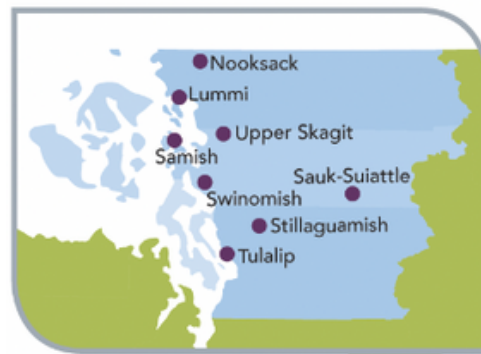 Nooksack
Lummi
Upper Skagit
Samish
Sauk-Suiattle
Swinomish
Stillaguamish
Tulalip